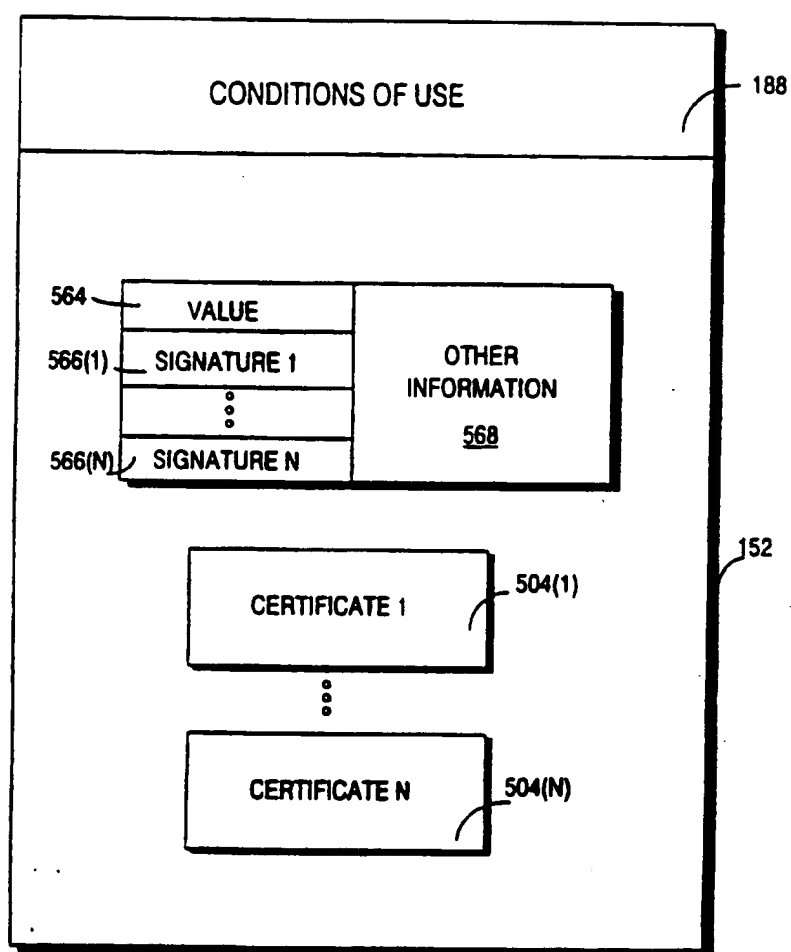 CONDITIONS OF USE
188
564
VALUE
566(1)
SIGNATURE 1
OTHER
INFORMATION
568
566(N)
SIGNATURE N
152
CERTIFICATE 1
504(1)
CERTIFICATE N
504(N)